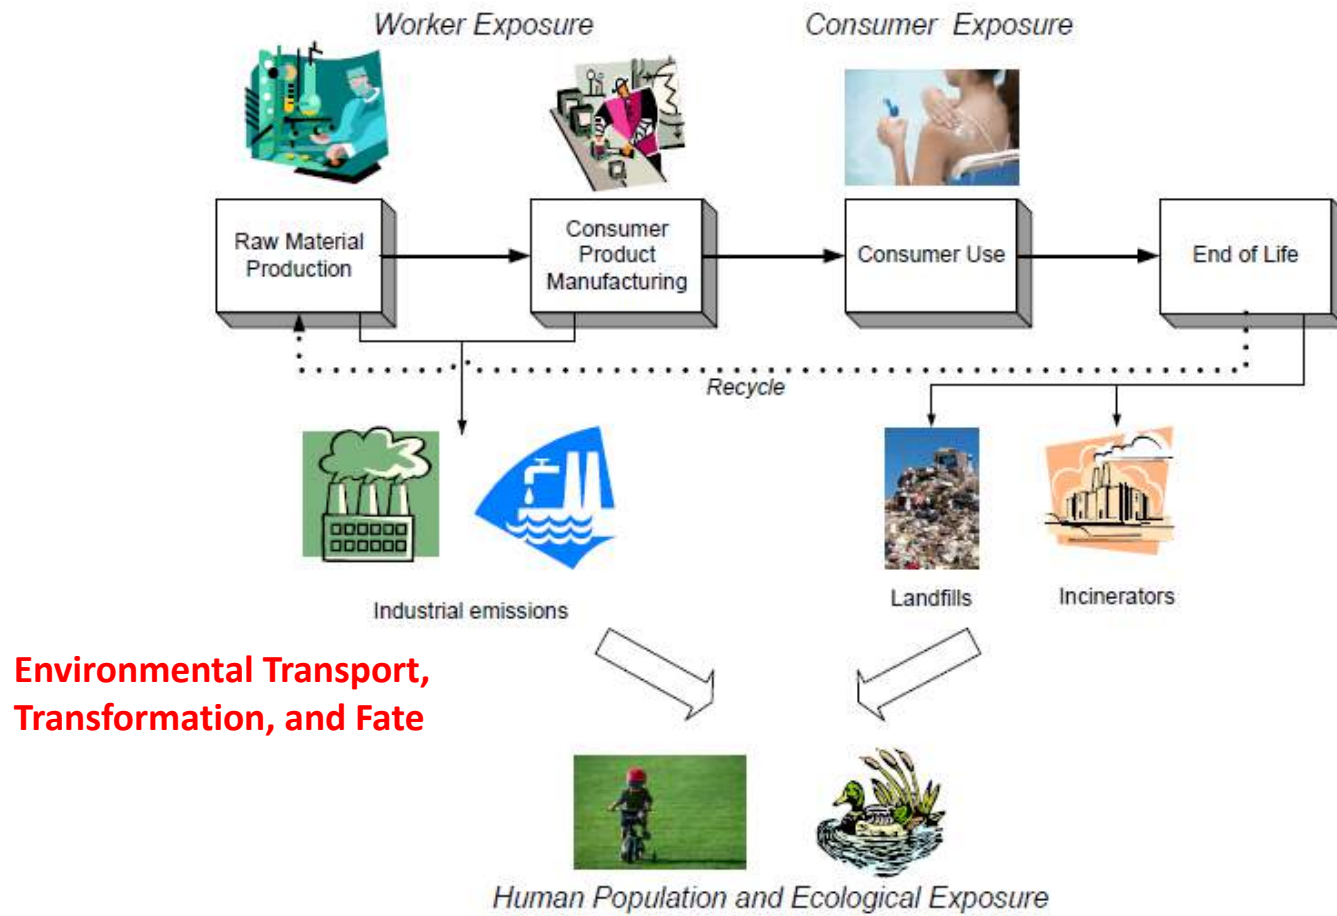 Worker Exposure
Consumer Exposure
Raw Material
Production
Consumer
Product
Manufacturing
Consumer Use
End of Life
Recycle
Industrial emissions
Landfills
Incinerators
Environmental Transport,
Transformation, and Fate
Human Population and Ecological Exposure